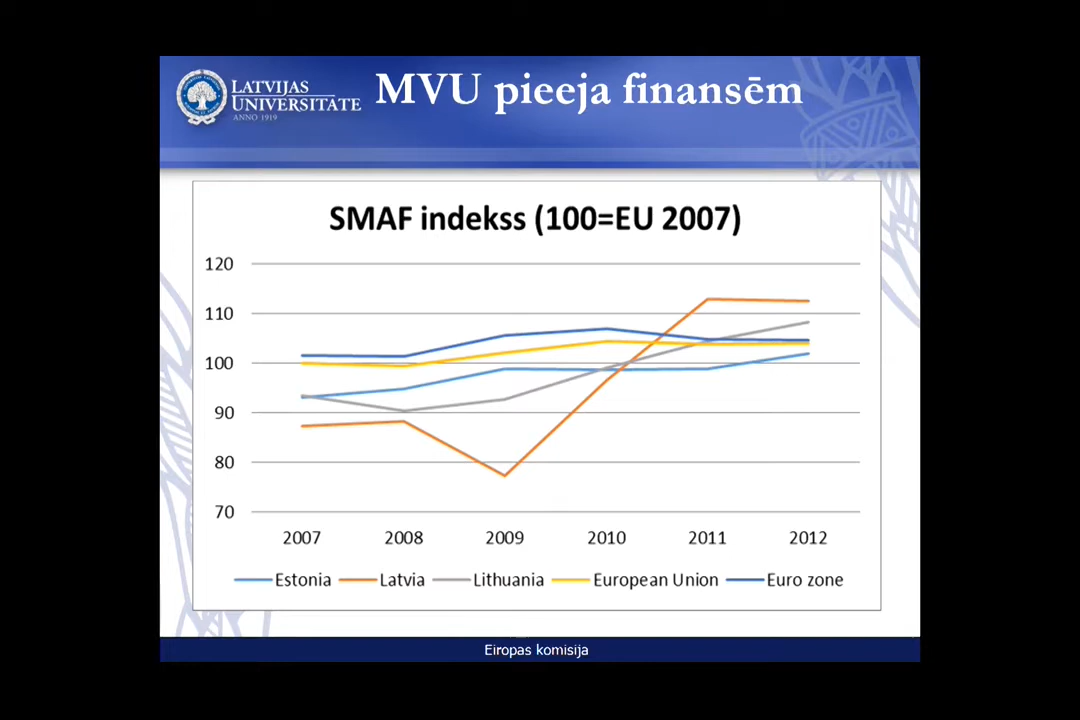 LATVIJAS
UNIVERSITATE
ANNO 1919
MVU pieeja finansēm
SMAF indekss (100=EU 2007)
120
110
100
90
80
70
2007 2008 2009 2010 2011 2012
Estonia Latvia Lithuania European Union Euro zone
Eiropas komisija